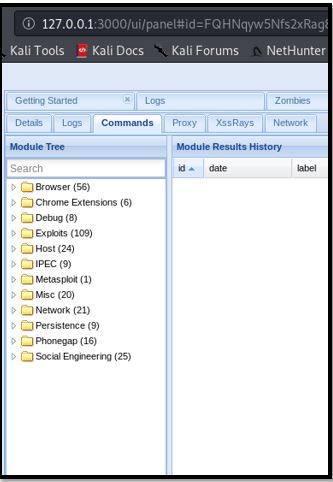 127.0.0.1:3000/ui/panel#id=FQHNqyw5Nfs2xRag8
Kali Tools Kali Docs Kali Forums NetHunter
Getting Started Logs Zombies
Details Logs Commands Proxy XssRays Network
Module Tree Module Results History
Search id date label
Browser (56)
Chrome Extensions (6)
Debug (8)
Exploits (109)
Host (24)
IPEC (9)
Metasploit (1)
Misc (20)
Network (21)
Persistence (9)
Phonegap (16)
Social Engineering (25)